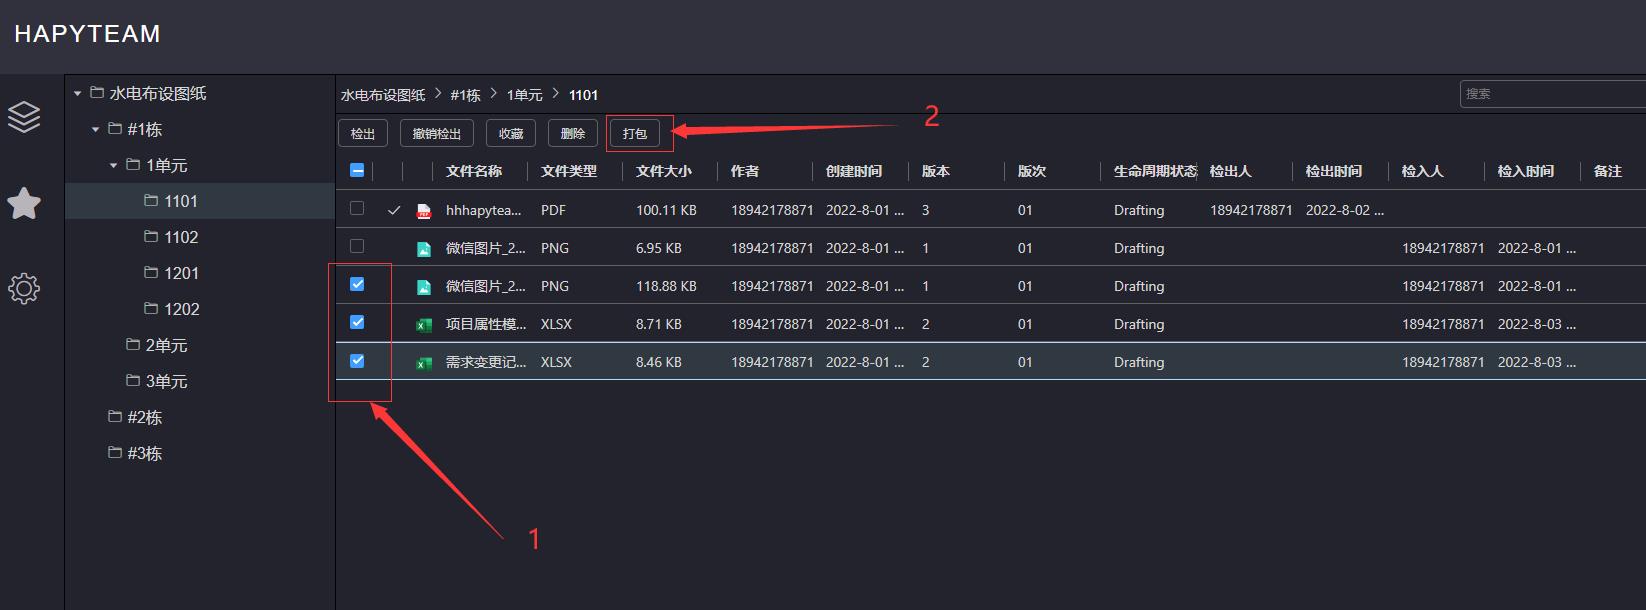 HAPYTEAM
水电布设图纸
#1栋
1单元
1101
1102
1201
1202
2单元
3单元
#2栋
#3栋
水电布设图纸 > #1栋 > 1单元 > 1101
搜索
检出 撤销检出 收藏 删除 打包
2
文件名称 文件类型 文件大小 作者 创建时间 版本 版次 生命周期状态 检出人 检出时间 检入人 检入时间 备注
hhhapytea... PDF 100.11 KB 18942178871 2022-8-01 ... 3 01 Drafting 18942178871 2022-8-02 ...
微信图片_2... PNG 6.95 KB 18942178871 2022-8-01 ... 1 01 Drafting 18942178871 2022-8-01 ...
微信图片_2... PNG 118.88 KB 18942178871 2022-8-01 ... 1 01 Drafting 18942178871 2022-8-01 ...
项目属性模... XLSX 8.71 KB 18942178871 2022-8-01 ... 2 01 Drafting 18942178871 2022-8-03 ...
需求变更记... XLSX 8.46 KB 18942178871 2022-8-01 ... 2 01 Drafting 18942178871 2022-8-03 ...
1